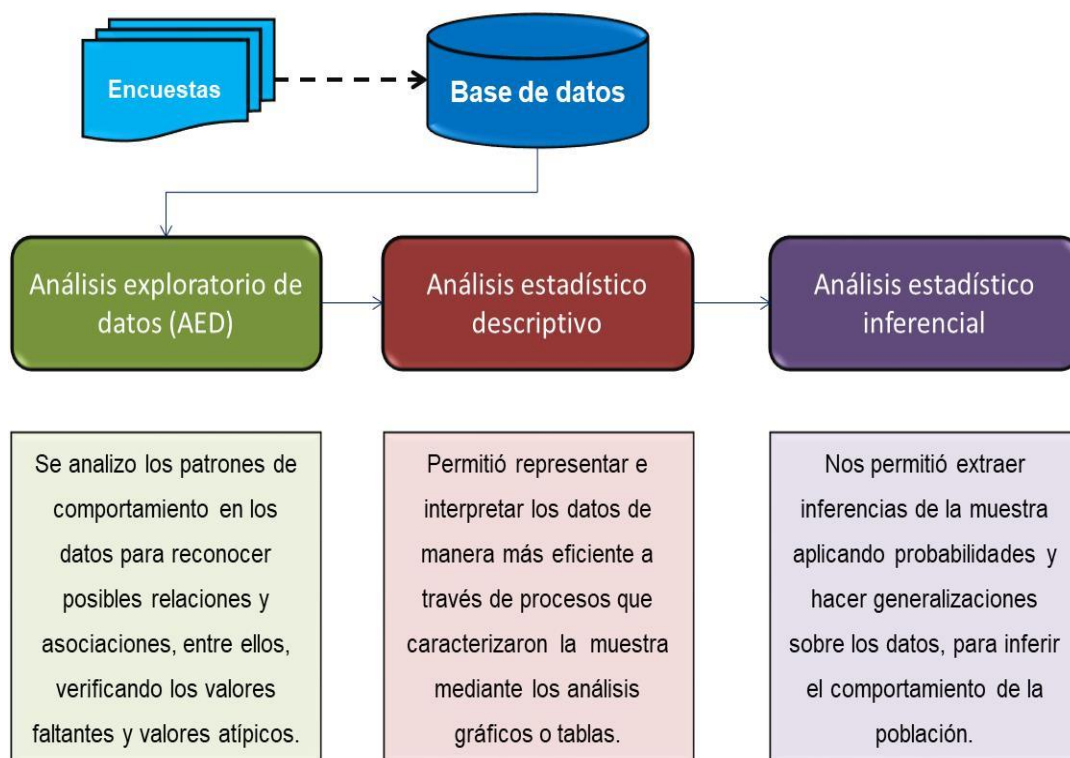 Encuestas
Base de datos
Análisis exploratorio de
datos (AED)
Análisis estadístico
descriptivo
Análisis estadístico
inferencial
Se analizo los patrones de
comportamiento en los
datos para reconocer
posibles relaciones y
asociaciones, entre ellos,
verificando los valores
faltantes y valores atípicos.
Permitió representar e
interpretar los datos de
manera más eficiente a
través de procesos que
caracterizaron la muestra
mediante los análisis
gráficos o tablas.
Nos permitió extraer
inferencias de la muestra
aplicando probabilidades y
hacer generalizaciones
sobre los datos, para inferir
el comportamiento de la
población.